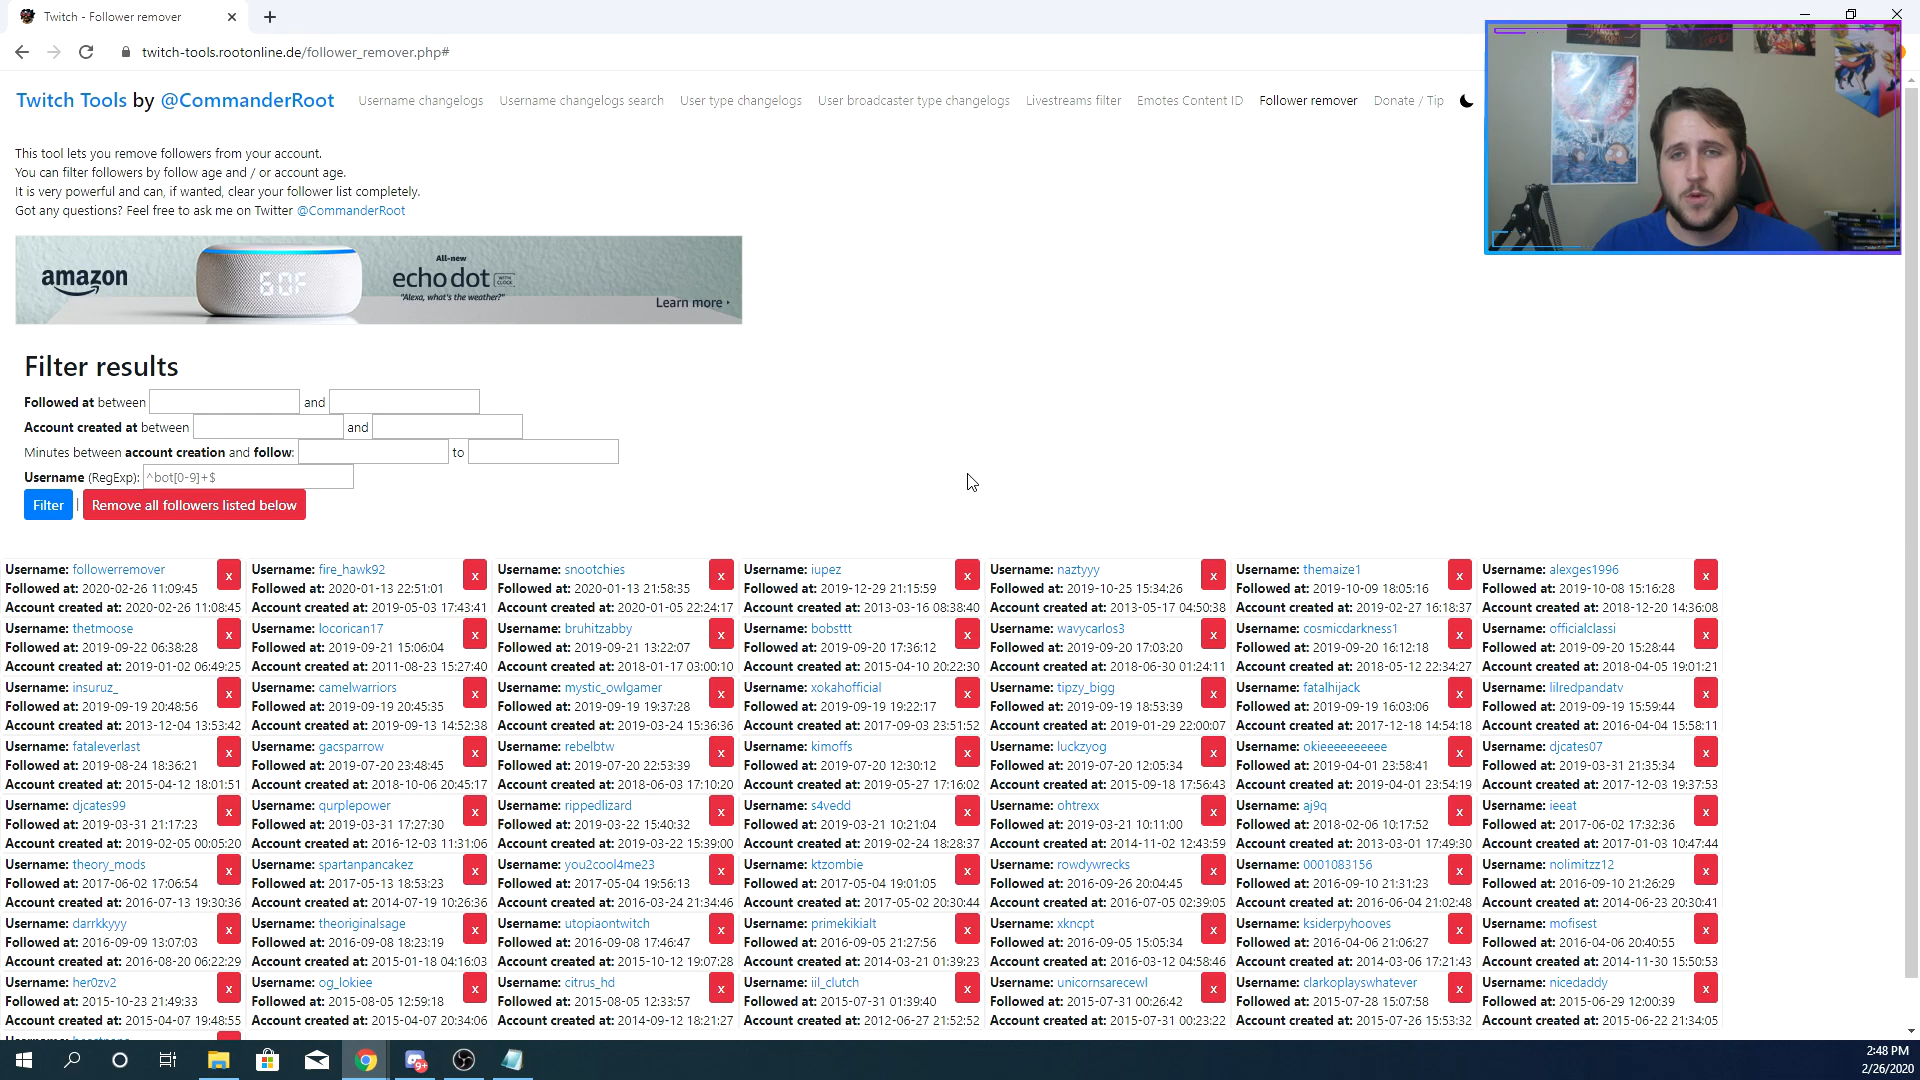 Twitch - Follower remover
twitch-tools.rootonline.de/follower_remover.php#
Twitch Tools by @CommanderRoot Username changelogs Username changelogs search User type changelogs User broadcaster type changelogs Livestreams filter Emotes Content ID Follower remover Donate / Tip
This tool lets you remove followers from your account.
You can filter followers by follow age and / or account age.
It is very powerful and can, if wanted, clear your follower list completely.
Got any questions? Feel free to ask me on Twitter @CommanderRoot
amazon
60F
All-new
echo dot WITH CLOCK
"Alexa, what's the weather?"
Learn more
Filter results
Followed at between and
Account created at between and
Minutes between account creation and follow: to
Username (RegExp): ^bot[0-9]+$
Filter | Remove all followers listed below
Username: followerremover x Username: fire_hawk92 x Username: snootchies x Username: iupez x Username: naztyyy x Username: themaize1 x Username: alexges1996 x
Followed at: 2020-02-26 11:09:45 Followed at: 2020-01-13 22:51:01 Followed at: 2020-01-13 21:58:35 Followed at: 2019-12-29 21:15:59 Followed at: 2019-10-25 15:34:26 Followed at: 2019-10-09 18:05:16 Followed at: 2019-10-08 15:16:28
Account created at: 2020-02-26 11:08:45 Account created at: 2019-05-03 17:43:41 Account created at: 2020-01-05 22:24:17 Account created at: 2013-03-16 08:38:40 Account created at: 2013-05-17 04:50:38 Account created at: 2019-02-27 16:18:37 Account created at: 2018-12-20 14:36:08
Username: thetmoose x Username: locorican17 x Username: bruhitzabby x Username: bobsttt x Username: wavycarlos3 x Username: cosmicdarkness1 x Username: officialclassi x
Followed at: 2019-09-22 06:38:28 Followed at: 2019-09-21 15:06:04 Followed at: 2019-09-21 13:22:07 Followed at: 2019-09-20 17:36:12 Followed at: 2019-09-20 17:03:20 Followed at: 2019-09-20 16:12:18 Followed at: 2019-09-20 15:28:44
Account created at: 2019-01-02 06:49:25 Account created at: 2011-08-23 15:27:40 Account created at: 2018-01-17 03:00:10 Account created at: 2015-04-10 20:22:30 Account created at: 2018-06-30 01:24:11 Account created at: 2018-05-12 22:34:27 Account created at: 2018-04-05 19:01:21
Username: insuruz_ x Username: camelwarriors x Username: mystic_owlgamer x Username: xokahofficial x Username: tipzy_bigg x Username: fatalhijack x Username: lilredpandatv x
Followed at: 2019-09-19 20:48:56 Followed at: 2019-09-19 20:45:35 Followed at: 2019-09-19 19:37:28 Followed at: 2019-09-19 19:22:17 Followed at: 2019-09-19 18:53:39 Followed at: 2019-09-19 16:03:06 Followed at: 2019-09-19 15:59:44
Account created at: 2013-12-04 13:53:42 Account created at: 2019-09-13 14:52:38 Account created at: 2019-03-24 15:36:36 Account created at: 2017-09-03 23:51:52 Account created at: 2019-01-29 22:00:07 Account created at: 2017-12-18 14:54:18 Account created at: 2016-04-04 15:58:11
Username: fataleverlast x Username: gacsparrow x Username: rebelbtw x Username: kimoffs x Username: luckzyog x Username: okieeeeeeeeee x Username: djcates07 x
Followed at: 2019-08-24 18:36:21 Followed at: 2019-07-20 23:48:45 Followed at: 2019-07-20 22:53:39 Followed at: 2019-07-20 12:30:12 Followed at: 2019-07-20 12:05:34 Followed at: 2019-04-01 23:58:41 Followed at: 2019-03-31 21:35:34
Account created at: 2015-04-12 18:01:51 Account created at: 2018-10-06 20:45:17 Account created at: 2018-06-03 17:10:20 Account created at: 2019-05-27 17:16:02 Account created at: 2015-09-18 17:56:43 Account created at: 2019-04-01 23:54:19 Account created at: 2017-12-03 19:37:53
Username: djcates99 x Username: qurplepower x Username: rippedlizard x Username: s4vedd x Username: ohtrexx x Username: aj9q x Username: ieeat x
Followed at: 2019-03-31 21:17:23 Followed at: 2019-03-31 17:27:30 Followed at: 2019-03-22 15:40:32 Followed at: 2019-03-21 10:21:04 Followed at: 2019-03-21 10:11:00 Followed at: 2018-02-06 10:17:52 Followed at: 2017-06-02 17:32:36
Account created at: 2019-02-05 00:05:20 Account created at: 2016-12-03 11:31:06 Account created at: 2019-03-22 15:39:00 Account created at: 2019-02-24 18:28:37 Account created at: 2014-11-02 12:43:59 Account created at: 2013-03-01 17:49:30 Account created at: 2017-01-03 10:47:44
Username: theory_mods x Username: spartanpancakez x Username: you2cool4me23 x Username: ktzombie x Username: rowdywrecks x Username: 0001083156 x Username: nolimitzz12 x
Followed at: 2017-06-02 17:06:54 Followed at: 2017-05-13 18:53:23 Followed at: 2017-05-04 19:56:13 Followed at: 2017-05-04 19:01:05 Followed at: 2016-09-26 20:04:45 Followed at: 2016-09-10 21:31:23 Followed at: 2016-09-10 21:26:29
Account created at: 2016-07-13 19:30:36 Account created at: 2014-07-19 10:26:36 Account created at: 2016-03-24 21:34:46 Account created at: 2017-05-02 20:30:44 Account created at: 2016-07-05 02:39:05 Account created at: 2016-06-04 21:02:48 Account created at: 2014-06-23 20:30:41
Username: darrkkyyy x Username: theoriginalsage x Username: utopiaontwitch x Username: primekikialt x Username: xkncpt x Username: ksiderpyhooves x Username: mofisest x
Followed at: 2016-09-09 13:07:03 Followed at: 2016-09-08 18:23:19 Followed at: 2016-09-08 17:46:47 Followed at: 2016-09-05 21:27:56 Followed at: 2016-09-05 15:05:34 Followed at: 2016-04-06 21:06:27 Followed at: 2016-04-06 20:40:55
Account created at: 2016-08-20 06:22:29 Account created at: 2015-01-18 04:16:03 Account created at: 2015-10-12 19:07:28 Account created at: 2014-03-21 01:39:23 Account created at: 2016-03-12 04:58:46 Account created at: 2014-03-06 17:21:43 Account created at: 2014-11-30 15:50:53
Username: her0zv2 x Username: og_lokiee x Username: citrus_hd x Username: iil_clutch x Username: unicornsarecewl x Username: clarkoplayswhatever x Username: nicedaddy x
Followed at: 2015-10-23 21:49:33 Followed at: 2015-08-05 12:59:18 Followed at: 2015-08-05 12:33:57 Followed at: 2015-07-31 01:39:40 Followed at: 2015-07-31 00:26:42 Followed at: 2015-07-28 15:07:58 Followed at: 2015-06-29 12:00:39
Account created at: 2015-04-07 19:48:55 Account created at: 2015-04-07 20:34:06 Account created at: 2014-09-12 18:21:27 Account created at: 2012-06-27 21:52:52 Account created at: 2015-07-31 00:23:22 Account created at: 2015-07-26 15:53:32 Account created at: 2015-06-22 21:34:05
9+
2:48 PM
2/26/2020